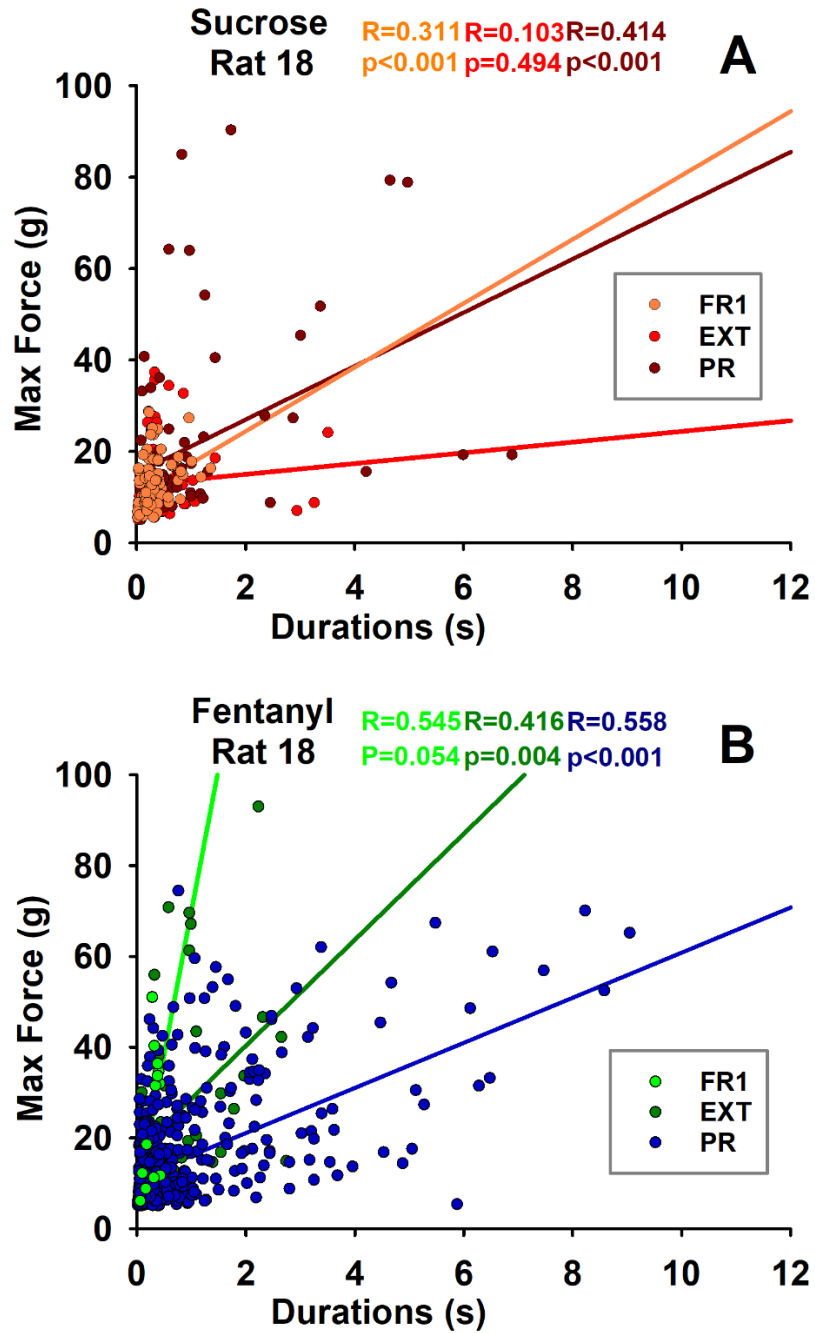 Sucrose
Rat 18
R=0.311 R=0.103 R=0.414
p<0.001 p=0.494 p<0.001
A
100
80
60
40
20
0
Max Force (g)
FR1
EXT
PR
0 2 4 6 8 10 12
Durations (s)
Fentanyl
Rat 18
R=0.545 R=0.416 R=0.558
P=0.054 p=0.004 p<0.001
B
100
80
60
40
20
0
Max Force (g)
FR1
EXT
PR
0 2 4 6 8 10 12
Durations (s)